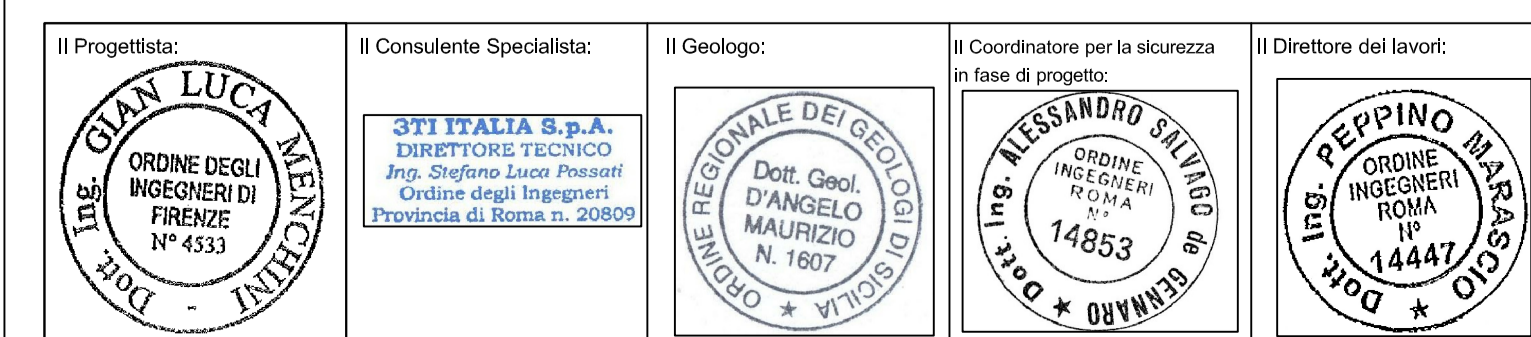 Il Progettista:
Dott. Ing. GIAN LUCA MENCHINI -
ORDINE DEGLI
INGEGNERI DI
FIRENZE
N° 4533
Il Consulente Specialista:
3TI ITALIA S.p.A.
DIRETTORE TECNICO
Ing. Stefano Luca Possati
Ordine degli Ingegneri
Provincia di Roma n. 20809
Il Geologo:
ORDINE REGIONALE DEI GEOLOGI DI SICILIA ★
Dott. Geol.
D'ANGELO
MAURIZIO
N. 1607
Il Coordinatore per la sicurezza
in fase di progetto:
Dott. Ing. ALESSANDRO SALVAGO de GENNARO ★
ORDINE
INGEGNERI
ROMA
N°
14853
Il Direttore dei lavori:
Dott. Ing. PEPPINO MARASCIO ★
ORDINE
INGEGNERI
ROMA
N°
14447